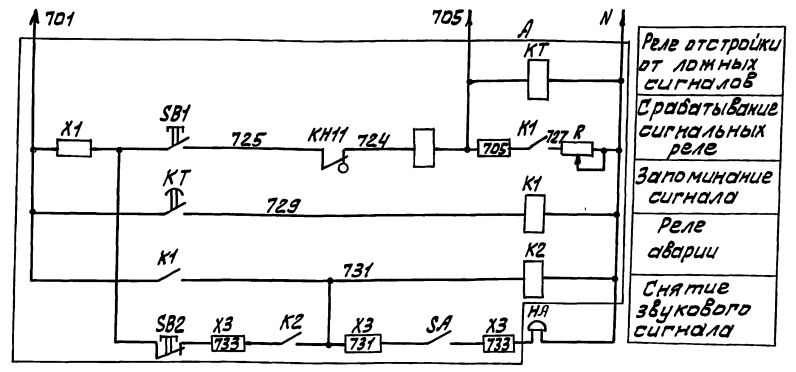 701
705
N
A
KT
Реле отстройки
от ложных
сигналов
X1
SB1
725
KH11
724
705
K1
727
R
Срабатывание
сигнальных
реле
KT
729
K1
Запоминание
сигнала
K1
731
K2
Реле
аварии
SB2
X3
733
K2
X3
731
SA
X3
733
HA
Снятие
звукового
сигнала